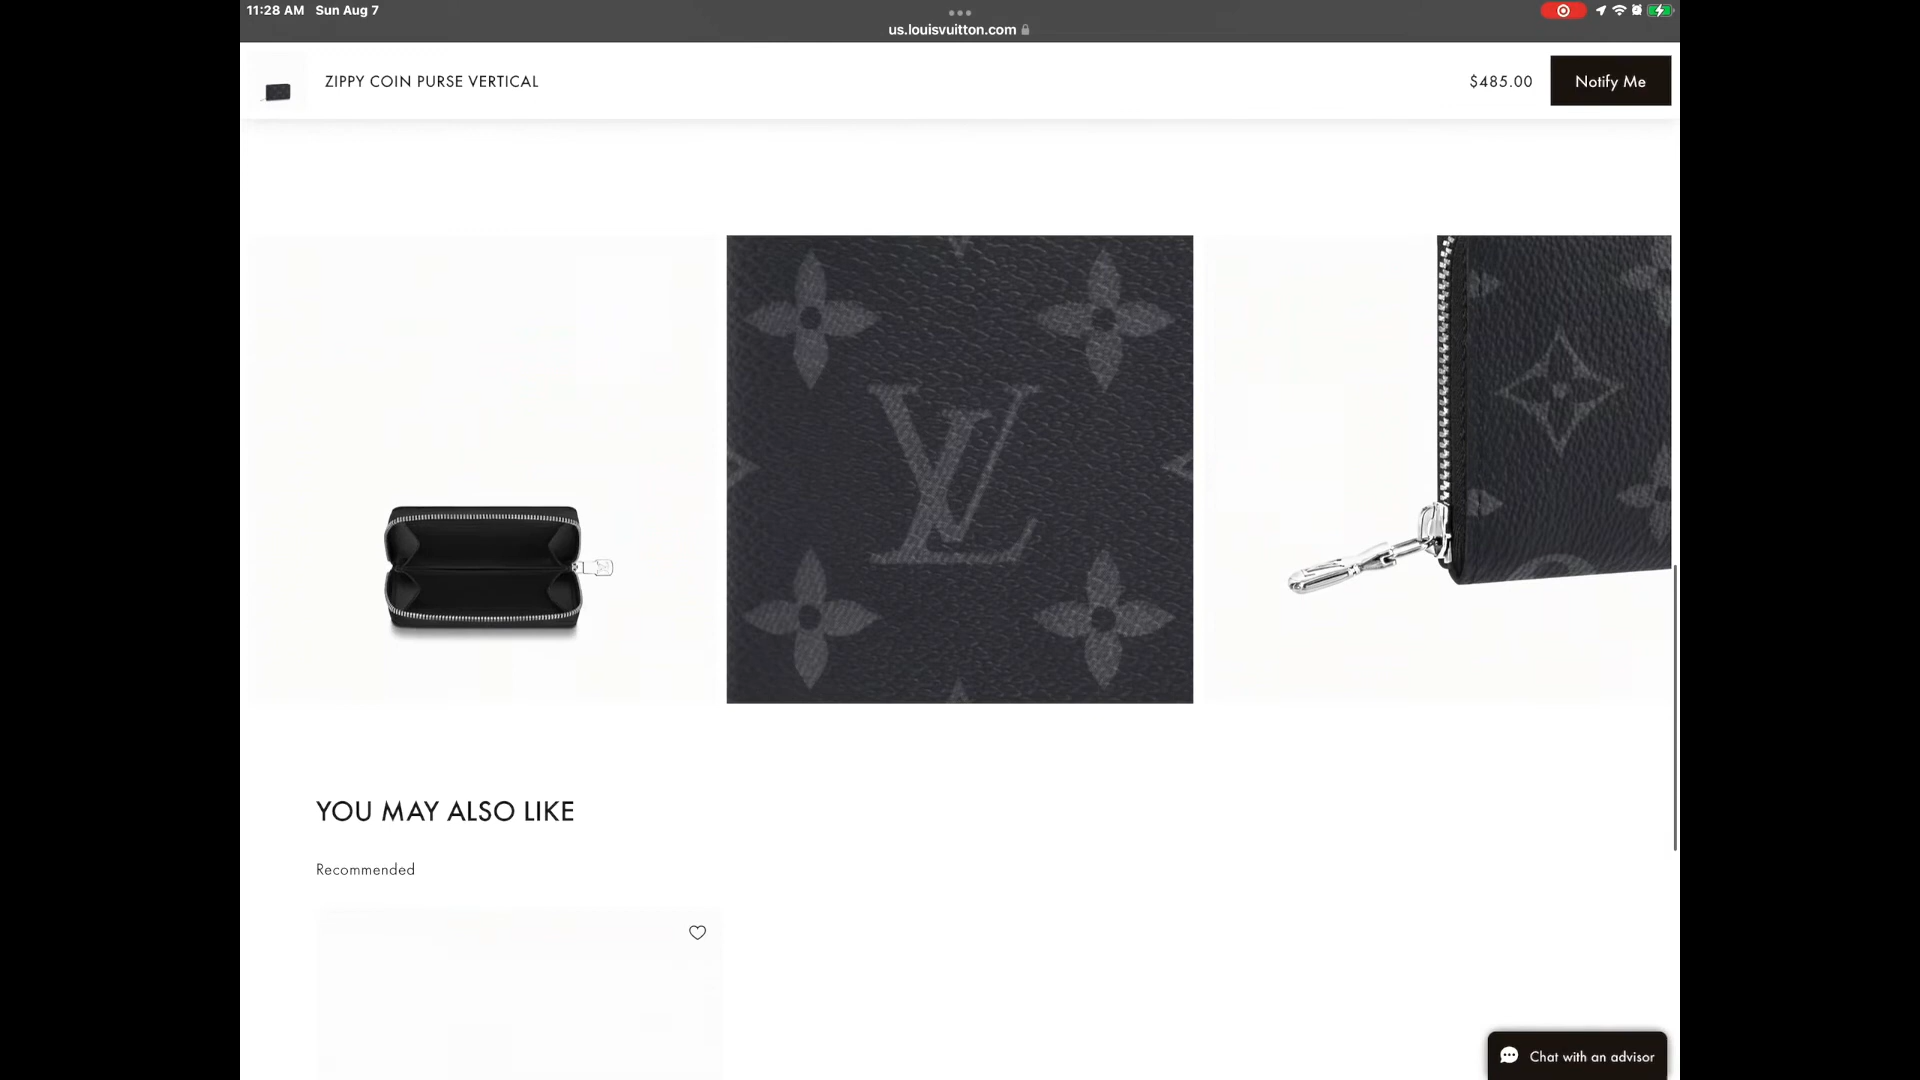 11:28 AM Sun Aug 7
us.louisvuitton.com
ZIPPY COIN PURSE VERTICAL
$485.00
Notify Me
LV
YOU MAY ALSO LIKE
Recommended
Chat with an advisor